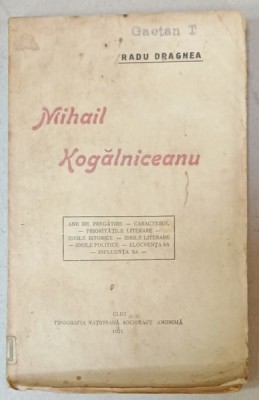 Gaetan T
RADU DRAGNEA
Mihail
Kogălniceanu
ANII DE PREGĂTIRE — CARACTERUL
— PRIORITĂȚILE LITERARE —
IDEILE ISTORICE — IDEILE LITERARE
— IDEILE POLITICE — ELOCVENȚA SA
— INFLUENȚA SA —
CLUJ
TIPOGRAFIA NAȚIONALĂ SOCIETATE ANONIMĂ
1921